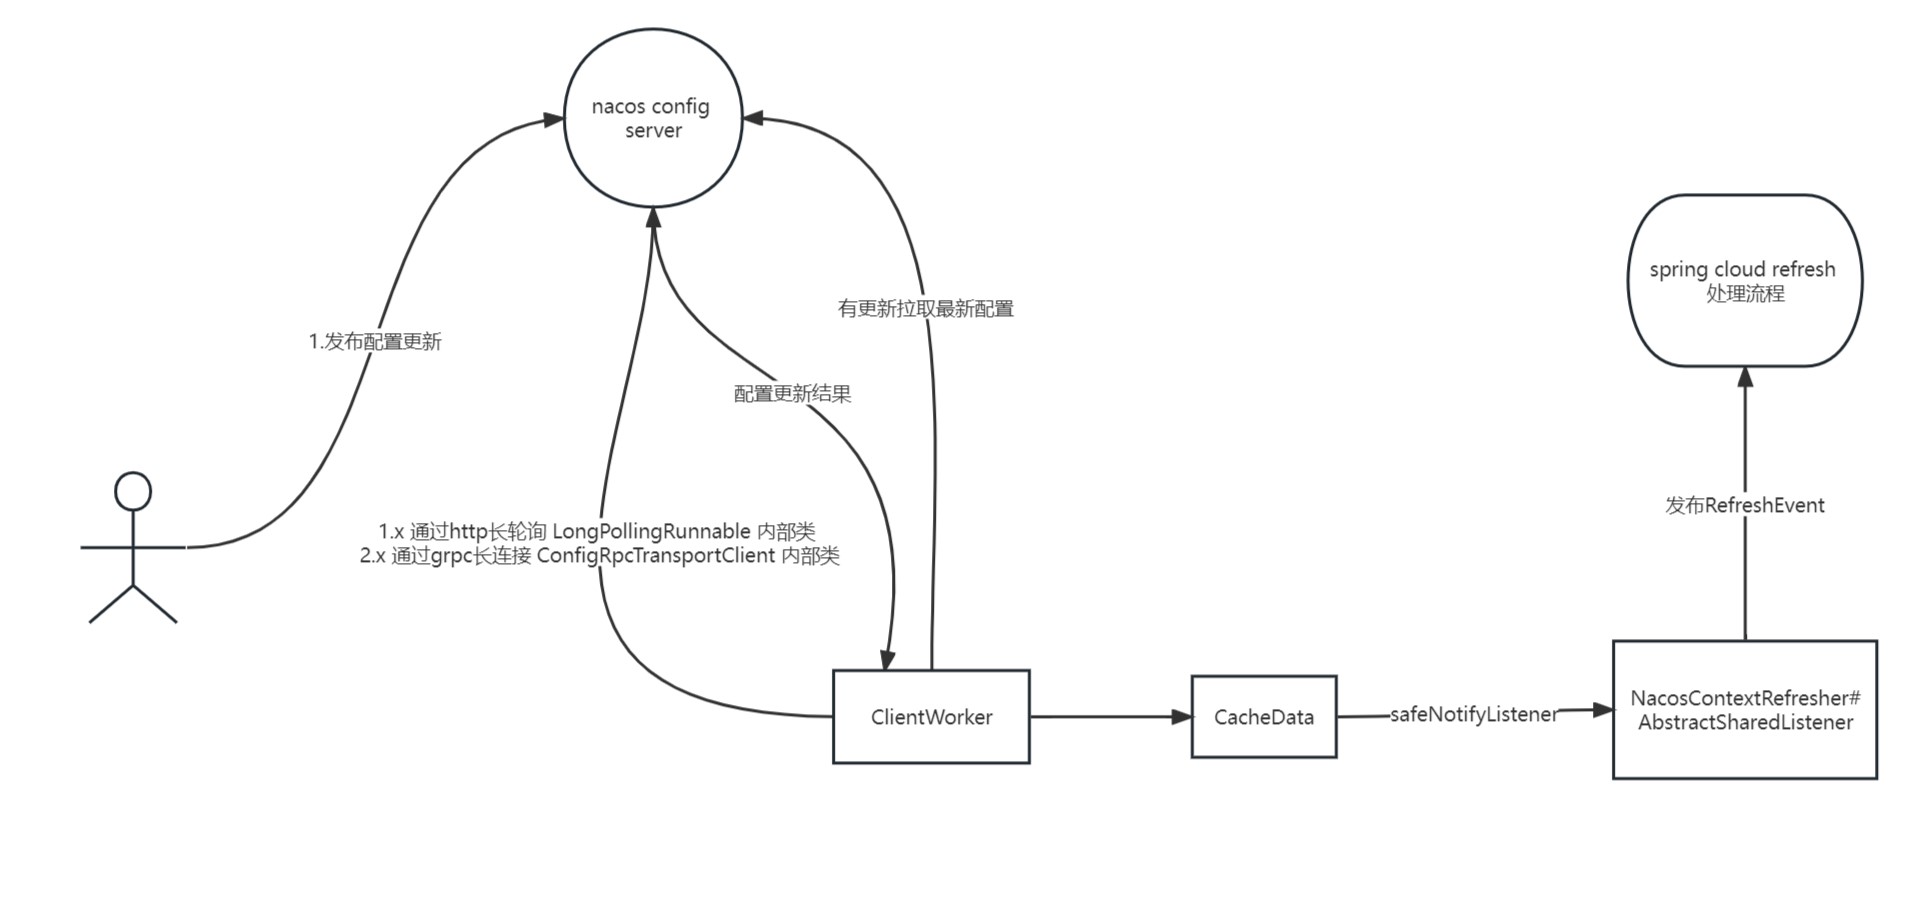 nacos config
server
spring cloud refresh
处理流程
有更新拉取最新配置
1.发布配置更新
配置更新结果
发布RefreshEvent
1.x 通过http长轮询 LongPollingRunnable 内部类
2.x 通过grpc长连接 ConfigRpcTransportClient 内部类
ClientWorker
CacheData
safeNotifyListener
NacosContextRefresher#
AbstractSharedListener